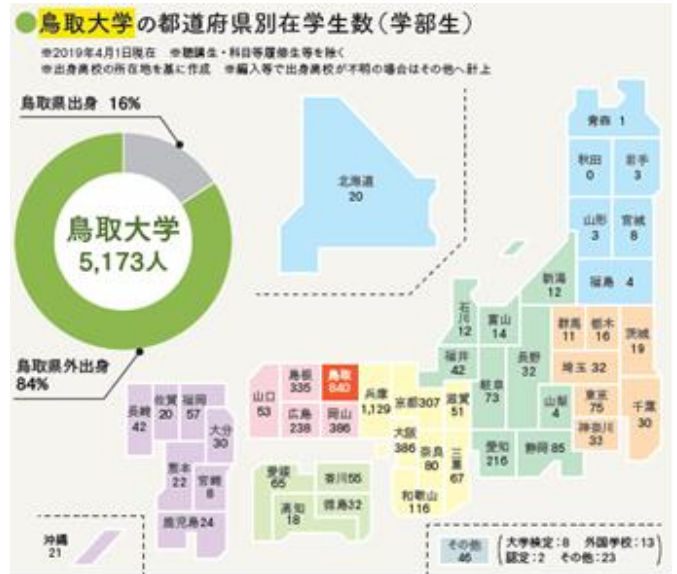 ●鳥取大学の都道府県別在学生数(学部生)
※2019年4月1日現在 ※聴講生・科目等履修生等を除く
※出身高校の所在地を基に作成 ※編入等で出身高校が不明の場合はその他へ計上
鳥取県出身 16%
鳥取大学
5,173人
鳥取県外出身
84%
北海道
20
青森 1
秋田
0
岩手
3
山形
3
宮城
8
福島 4
新潟
12
石川
12
富山
14
福井
42
岐阜
73
長野
32
山梨
4
愛知
216
静岡 85
群馬
11
栃木
16
茨城
19
埼玉 32
東京
75
神奈川
33
千葉
30
山口
53
島根
335
鳥取
840
広島
238
岡山
386
兵庫
1,129
京都307
滋賀
51
大阪
386
奈良
80
三重
67
和歌山
116
愛媛
65
香川55
高知
18
徳島32
長崎
42
佐賀
20
福岡
57
大分
30
熊本
22
宮崎
8
鹿児島24
沖縄
21
その他
46
(大学検定:8 外国学校:13
認定:2 その他:23)